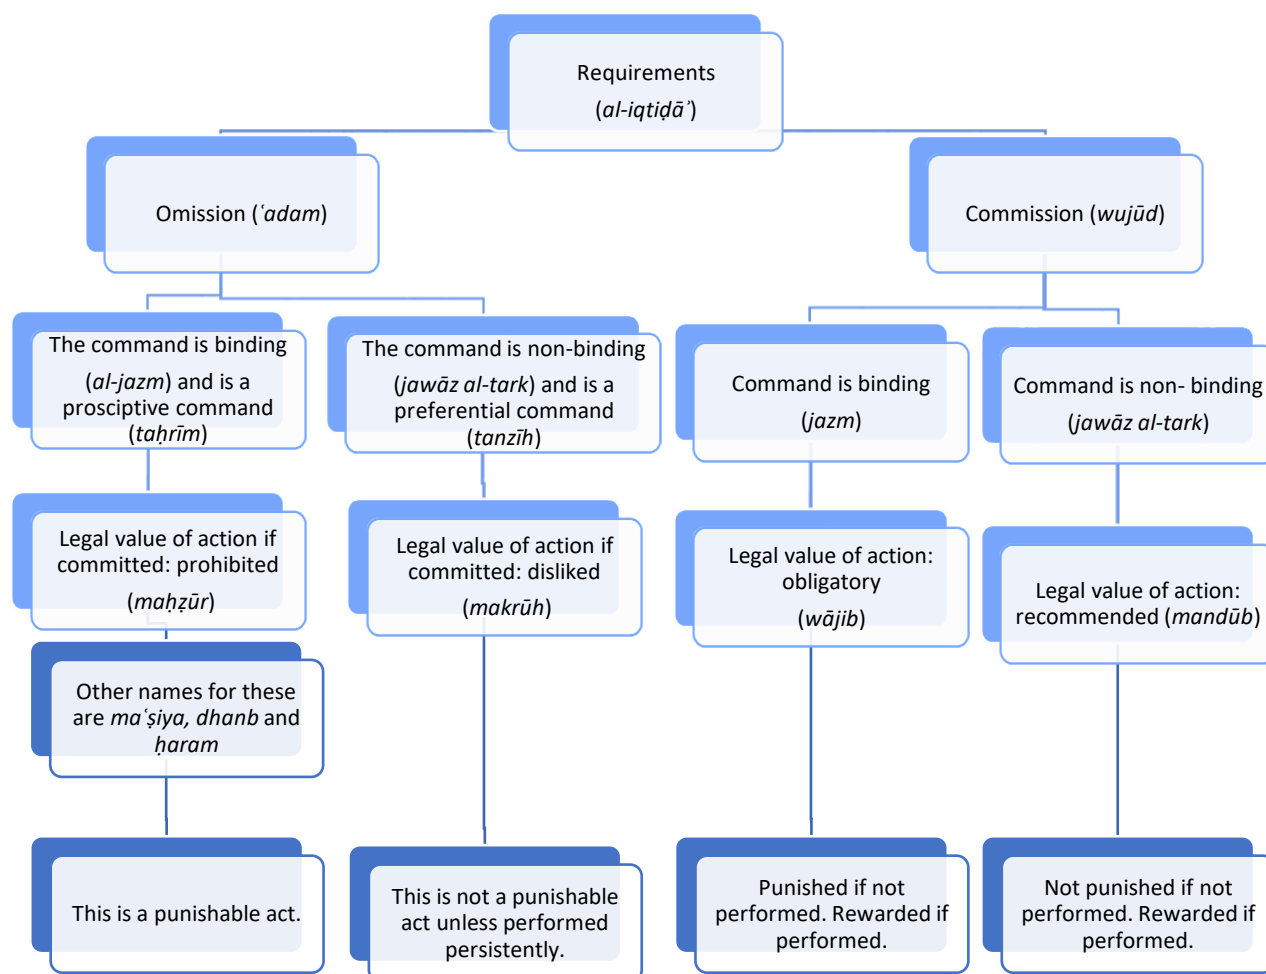 Requirements
(al-iqtiḍāʾ)
Omission (ʿadam)
Commission (wujūd)
The command is binding
(al-jazm) and is a
prosciptive command
(taḥrīm)
The command is non-binding
(jawāz al-tark) and is a
preferential command
(tanzīh)
Command is binding
(jazm)
Command is non- binding
(jawāz al-tark)
Legal value of action if
committed: prohibited
(maḥẓūr)
Legal value of action if
committed: disliked
(makrūh)
Legal value of action:
obligatory
(wājib)
Legal value of action:
recommended (mandūb)
Other names for these
are maʿṣiya, dhanb and
ḥaram
This is a punishable act.
This is not a punishable
act unless performed
persistently.
Punished if not
performed. Rewarded if
performed.
Not punished if not
performed. Rewarded if
performed.